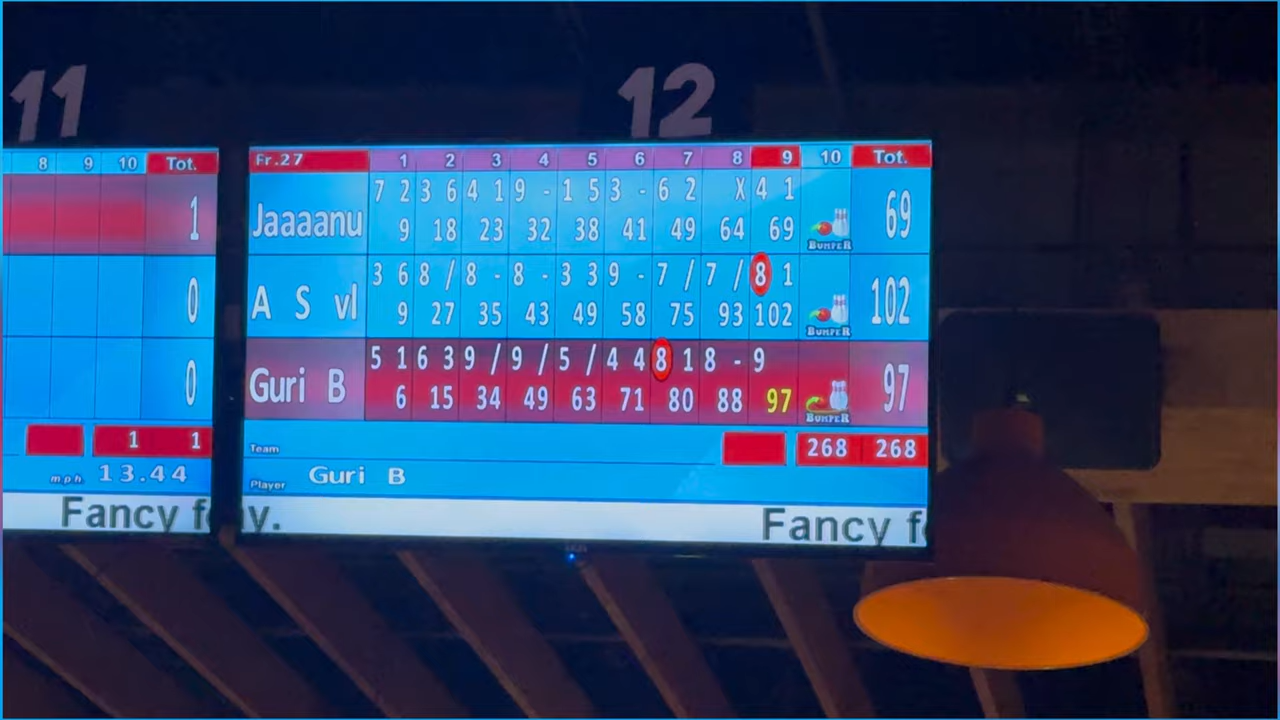 11 12
8 9 10 Tot.
1
0
0
1 1
mph 13.44
Fancy f
Fr.27 1 2 3 4 5 6 7 8 9 10 Tot.
Jaaaanu 7 2 3 6 4 1 9 - 1 5 3 - 6 2 X 4 1 69
9 18 23 32 38 41 49 64 69 BUMPER
A S vl 3 6 8 / 8 - 8 - 3 3 9 - 7 / 7 / 8 1 102
9 27 35 43 49 58 75 93 102 BUMPER
Guri B 5 1 6 3 9 / 9 / 5 / 4 4 8 1 8 - 9 97
6 15 34 49 63 71 80 88 97 BUMPER
Team 268 268
Player Guri B
y. Fancy f